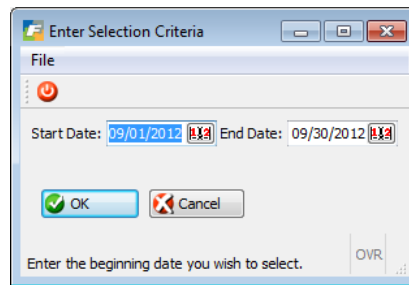 Enter Selection Criteria
File
Start Date: 09/01/2012 End Date: 09/30/2012
OK Cancel
Enter the beginning date you wish to select. OVR